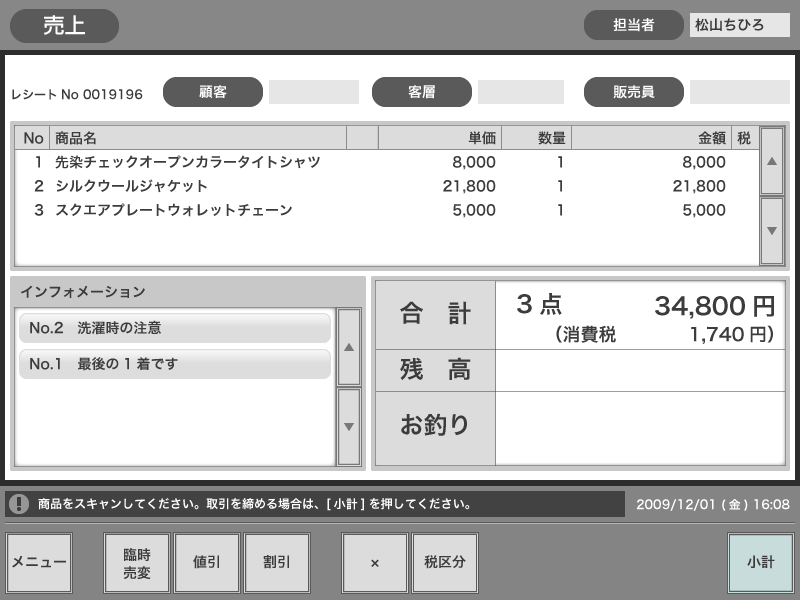 売上 担当者 松山ちひろ
レシート No 0019196 顧客 客層 販売員
No 商品名 単価 数量 金額 税
1 先染チェックオープンカラータイトシャツ 8,000 1 8,000
2 シルクウールジャケット 21,800 1 21,800
3 スクエアプレートウォレットチェーン 5,000 1 5,000
インフォメーション
No.2 洗濯時の注意
No.1 最後の 1 着です
合 計 3 点 34,800 円
(消費税 1,740 円)
残 高
お釣り
商品をスキャンしてください。取引を締める場合は、[ 小計 ] を押してください。 2009/12/01 ( 金 ) 16:08
メニュー 臨時
売変 値引 割引 × 税区分 小計